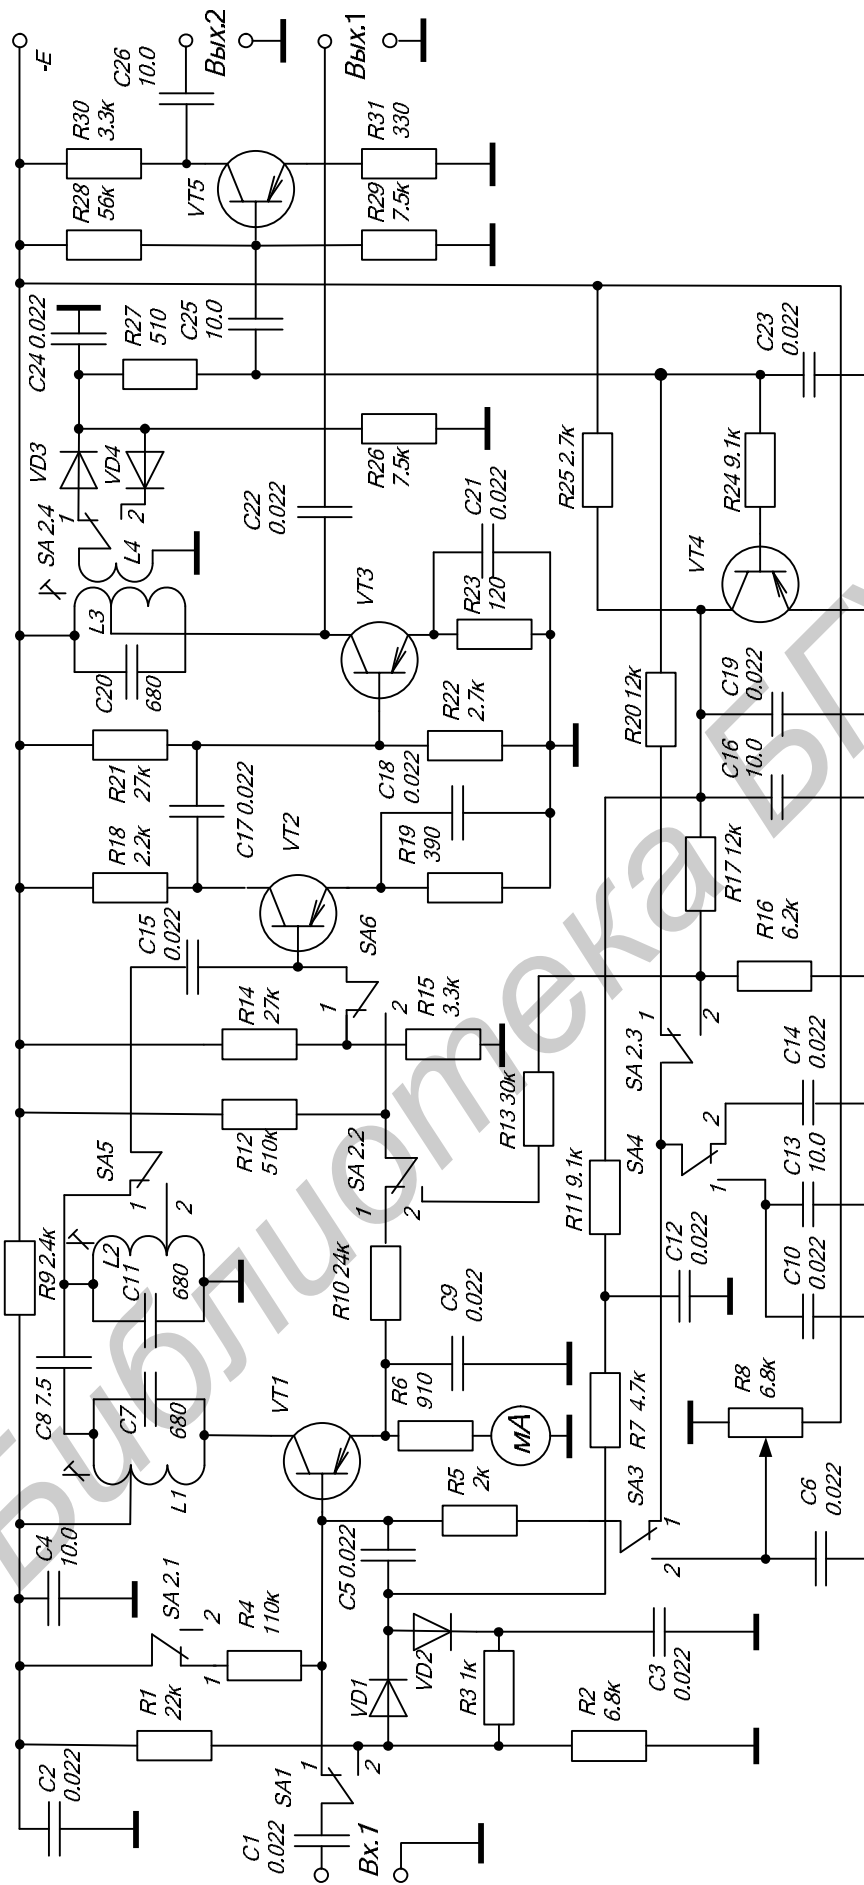 C1
0.022
Вх.1
SA1
1
2
C2
0.022
R1
22к
SA 2.1
1
2
R4
110к
VD1
VD2
R3 1к
R2
6.8к
C3
0.022
C4
10.0
L1
C7
680
C8 7.5
VT1
C5 0.022
R5
2к
R6
910
мА
C9
0.022
SA3
1
2
R7 4.7к
R8
6.8к
C6
0.022
R9 2.4к
L2
C11
680
SA5
1
2
R10 24к
SA 2.2
1
2
R12
510к
R11 9.1к
C12
0.022
R13 30к
SA4
1
2
C10
0.022
C13
10.0
C14
0.022
SA 2.3
1
2
R14
27к
R15
3.3к
C15
0.022
SA6
1
2
VT2
R18
2.2к
C17 0.022
R19
390
C18
0.022
R16
6.2к
R17 12к
C16
10.0
C19
0.022
R20 12к
R21
27к
R22
2.7к
VT3
R23
120
C21
0.022
C20
680
L3
L4
SA 2.4
1
2
VD3
VD4
C22
0.022
R26
7.5к
VT4
R24 9.1к
R25 2.7к
C23
0.022
C24 0.022
R27
510
C25
10.0
R28
56к
R29
7.5к
VT5
R30
3.3к
R31
330
C26
10.0
-E
Вых.2
Вых.1
Библиотека БГУ